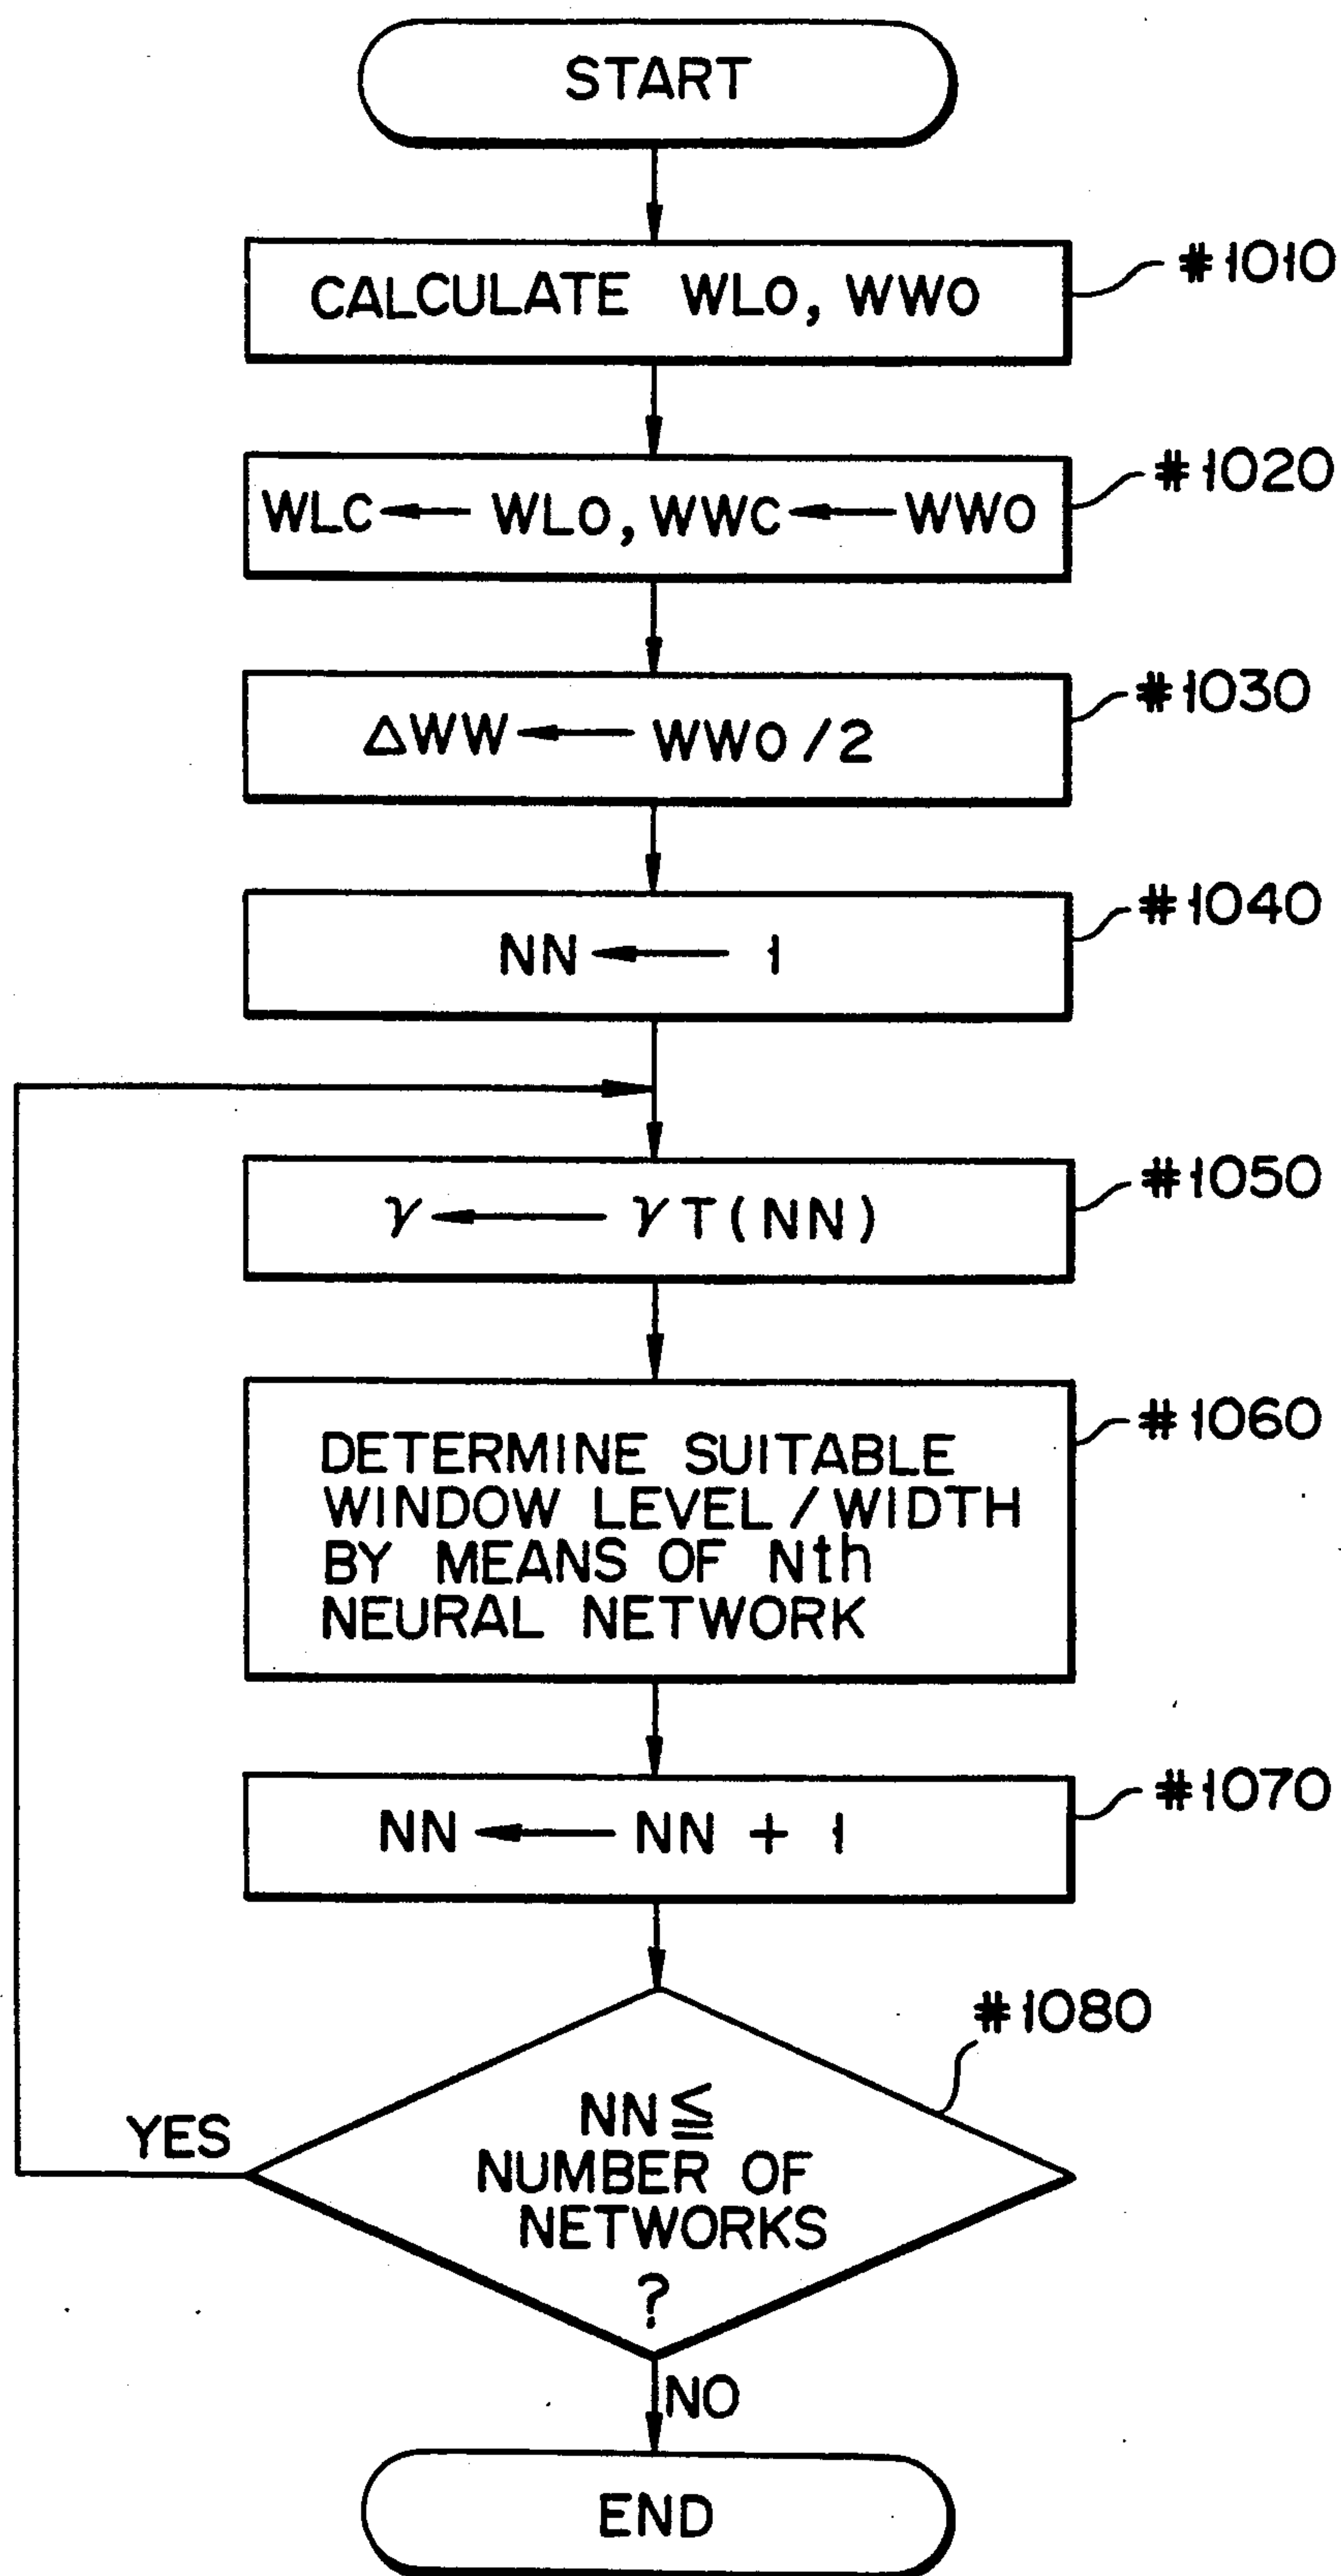 START
CALCULATE WLO, WWO
#1010
WLC ← WLO, WWC ← WWO
#1020
ΔWW ← WWO/2
#1030
NN ← 1
#1040
γ ← γT(NN)
#1050
DETERMINE SUITABLE
WINDOW LEVEL/WIDTH
BY MEANS OF Nth
NEURAL NETWORK
#1060
NN ← NN + 1
#1070
#1080
NN ≦
NUMBER OF
NETWORKS
?
YES
NO
END